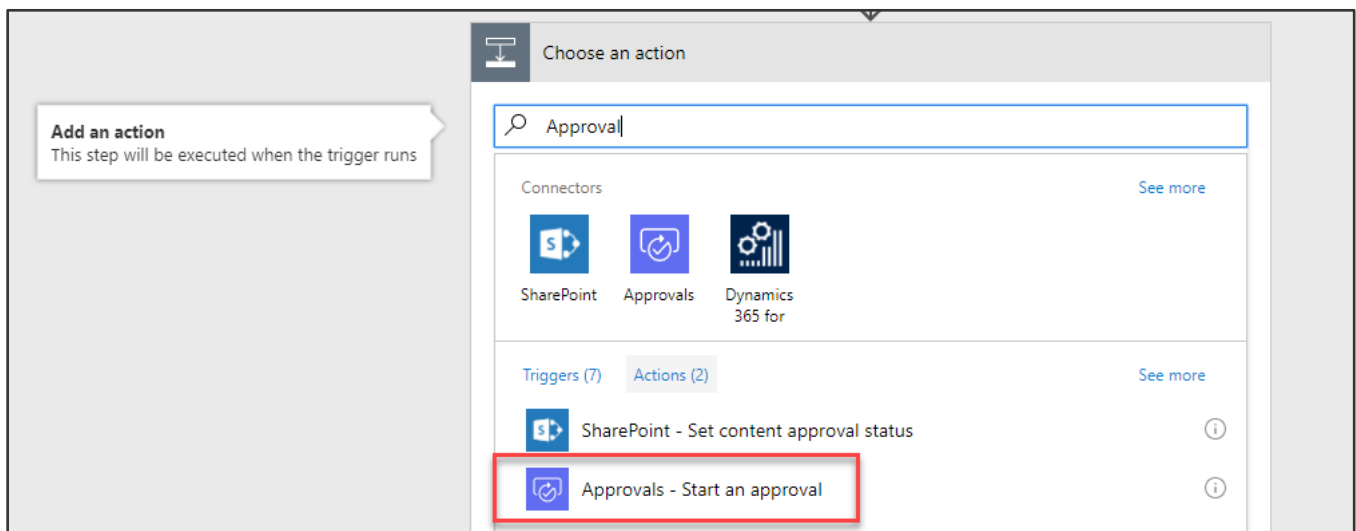 Choose an action
Add an action
This step will be executed when the trigger runs
Approval
Connectors
See more
S
SharePoint
Approvals
Dynamics
365 for
Triggers (7)
Actions (2)
See more
S
SharePoint - Set content approval status
Approvals - Start an approval